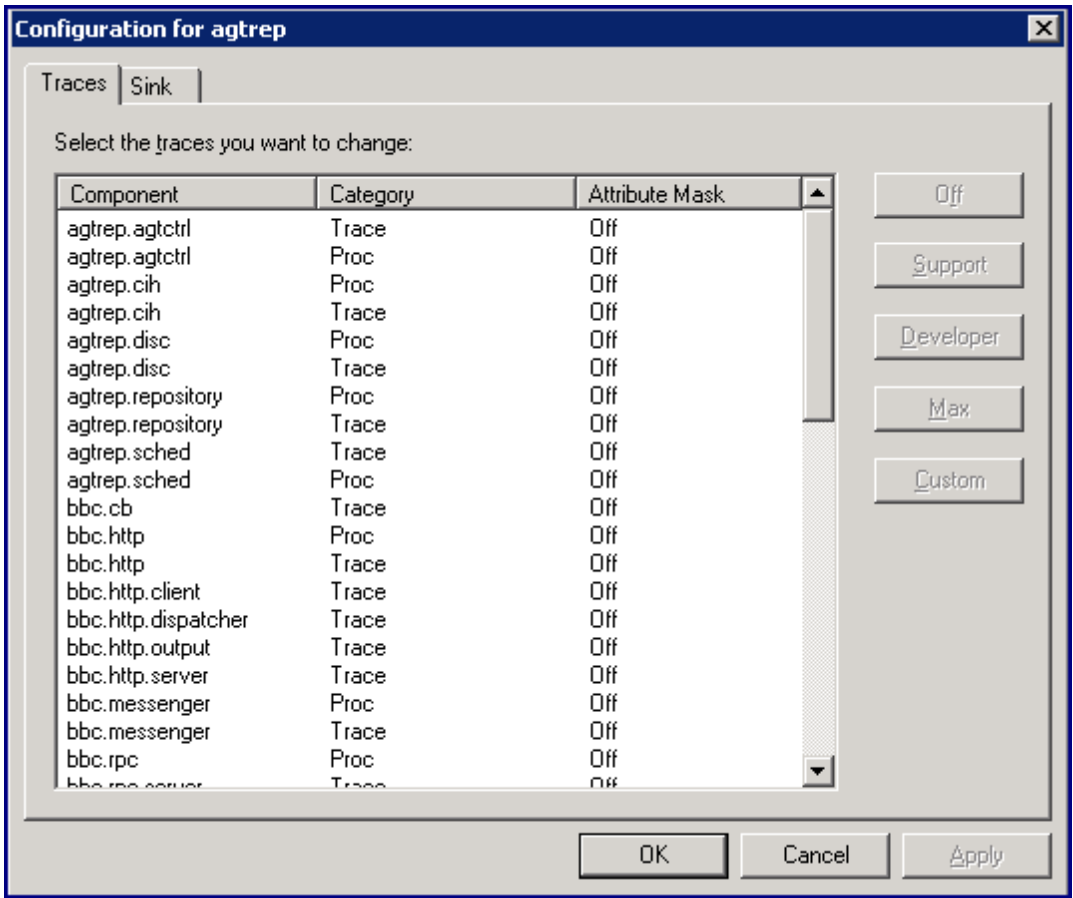 Configuration for agtrep
Traces Sink
Select the traces you want to change:
Component Category Attribute Mask
agtrep.agtctrl Trace Off
agtrep.agtctrl Proc Off
agtrep.cih Proc Off
agtrep.cih Trace Off
agtrep.disc Proc Off
agtrep.disc Trace Off
agtrep.repository Proc Off
agtrep.repository Trace Off
agtrep.sched Trace Off
agtrep.sched Proc Off
bbc.cb Trace Off
bbc.http Proc Off
bbc.http Trace Off
bbc.http.client Trace Off
bbc.http.dispatcher Trace Off
bbc.http.output Trace Off
bbc.http.server Trace Off
bbc.messenger Proc Off
bbc.messenger Trace Off
bbc.rpc Proc Off
bbc.rpc.server Trace Off
Off
Support
Developer
Max
Custom
OK Cancel Apply